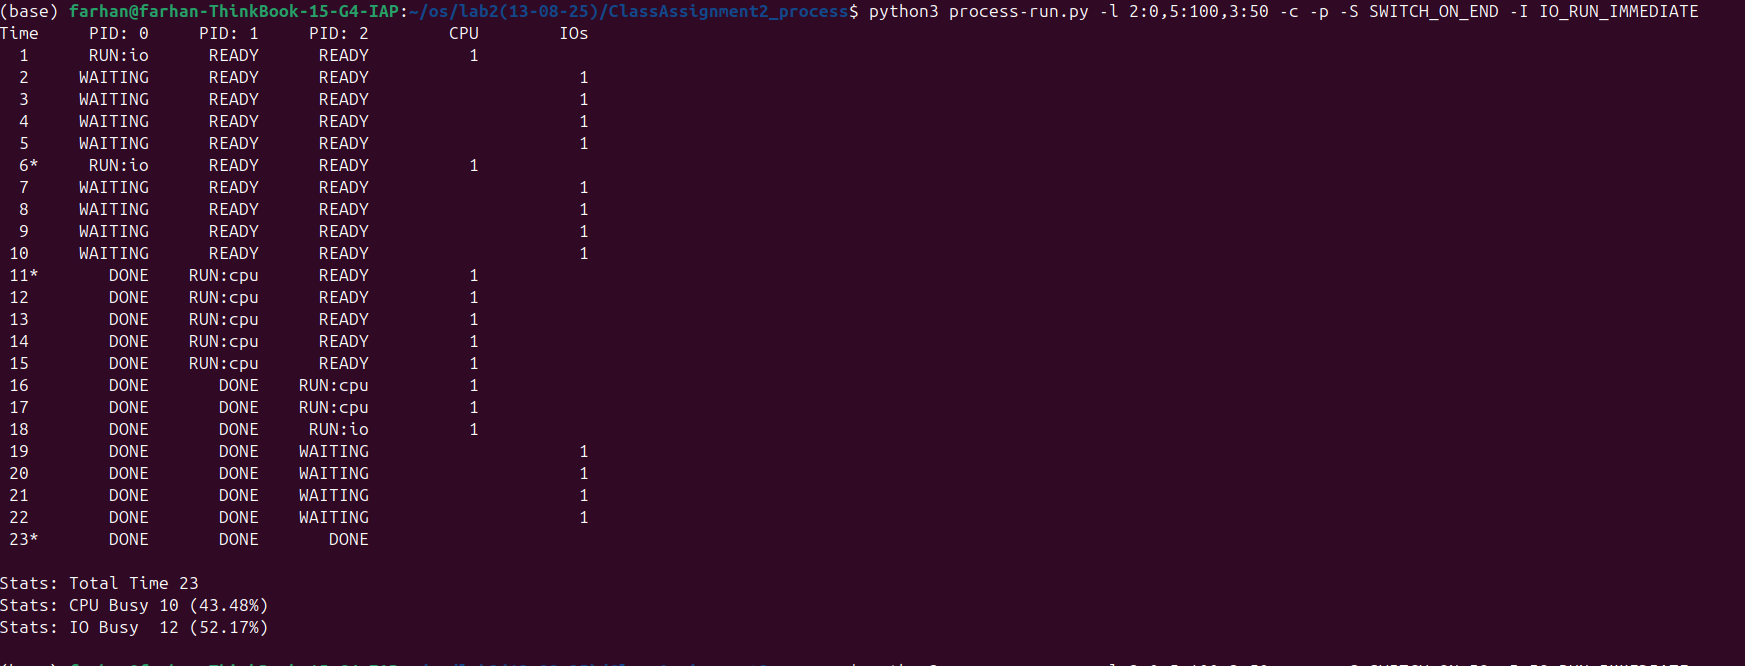 (base) farhan@farhan-ThinkBook-15-G4-IAP:~/os/lab2(13-08-25)/ClassAssignment2_process$ python3 process-run.py -l 2:0,5:100,3:50 -c -p -S SWITCH_ON_END -I IO_RUN_IMMEDIATE
Time PID: 0 PID: 1 PID: 2 CPU IOs
1 RUN:io READY READY 1
2 WAITING READY READY 1
3 WAITING READY READY 1
4 WAITING READY READY 1
5 WAITING READY READY 1
6* RUN:io READY READY 1
7 WAITING READY READY 1
8 WAITING READY READY 1
9 WAITING READY READY 1
10 WAITING READY READY 1
11* DONE RUN:cpu READY 1
12 DONE RUN:cpu READY 1
13 DONE RUN:cpu READY 1
14 DONE RUN:cpu READY 1
15 DONE RUN:cpu READY 1
16 DONE DONE RUN:cpu 1
17 DONE DONE RUN:cpu 1
18 DONE DONE RUN:io 1
19 DONE DONE WAITING 1
20 DONE DONE WAITING 1
21 DONE DONE WAITING 1
22 DONE DONE WAITING 1
23* DONE DONE DONE
Stats: Total Time 23
Stats: CPU Busy 10 (43.48%)
Stats: IO Busy 12 (52.17%)